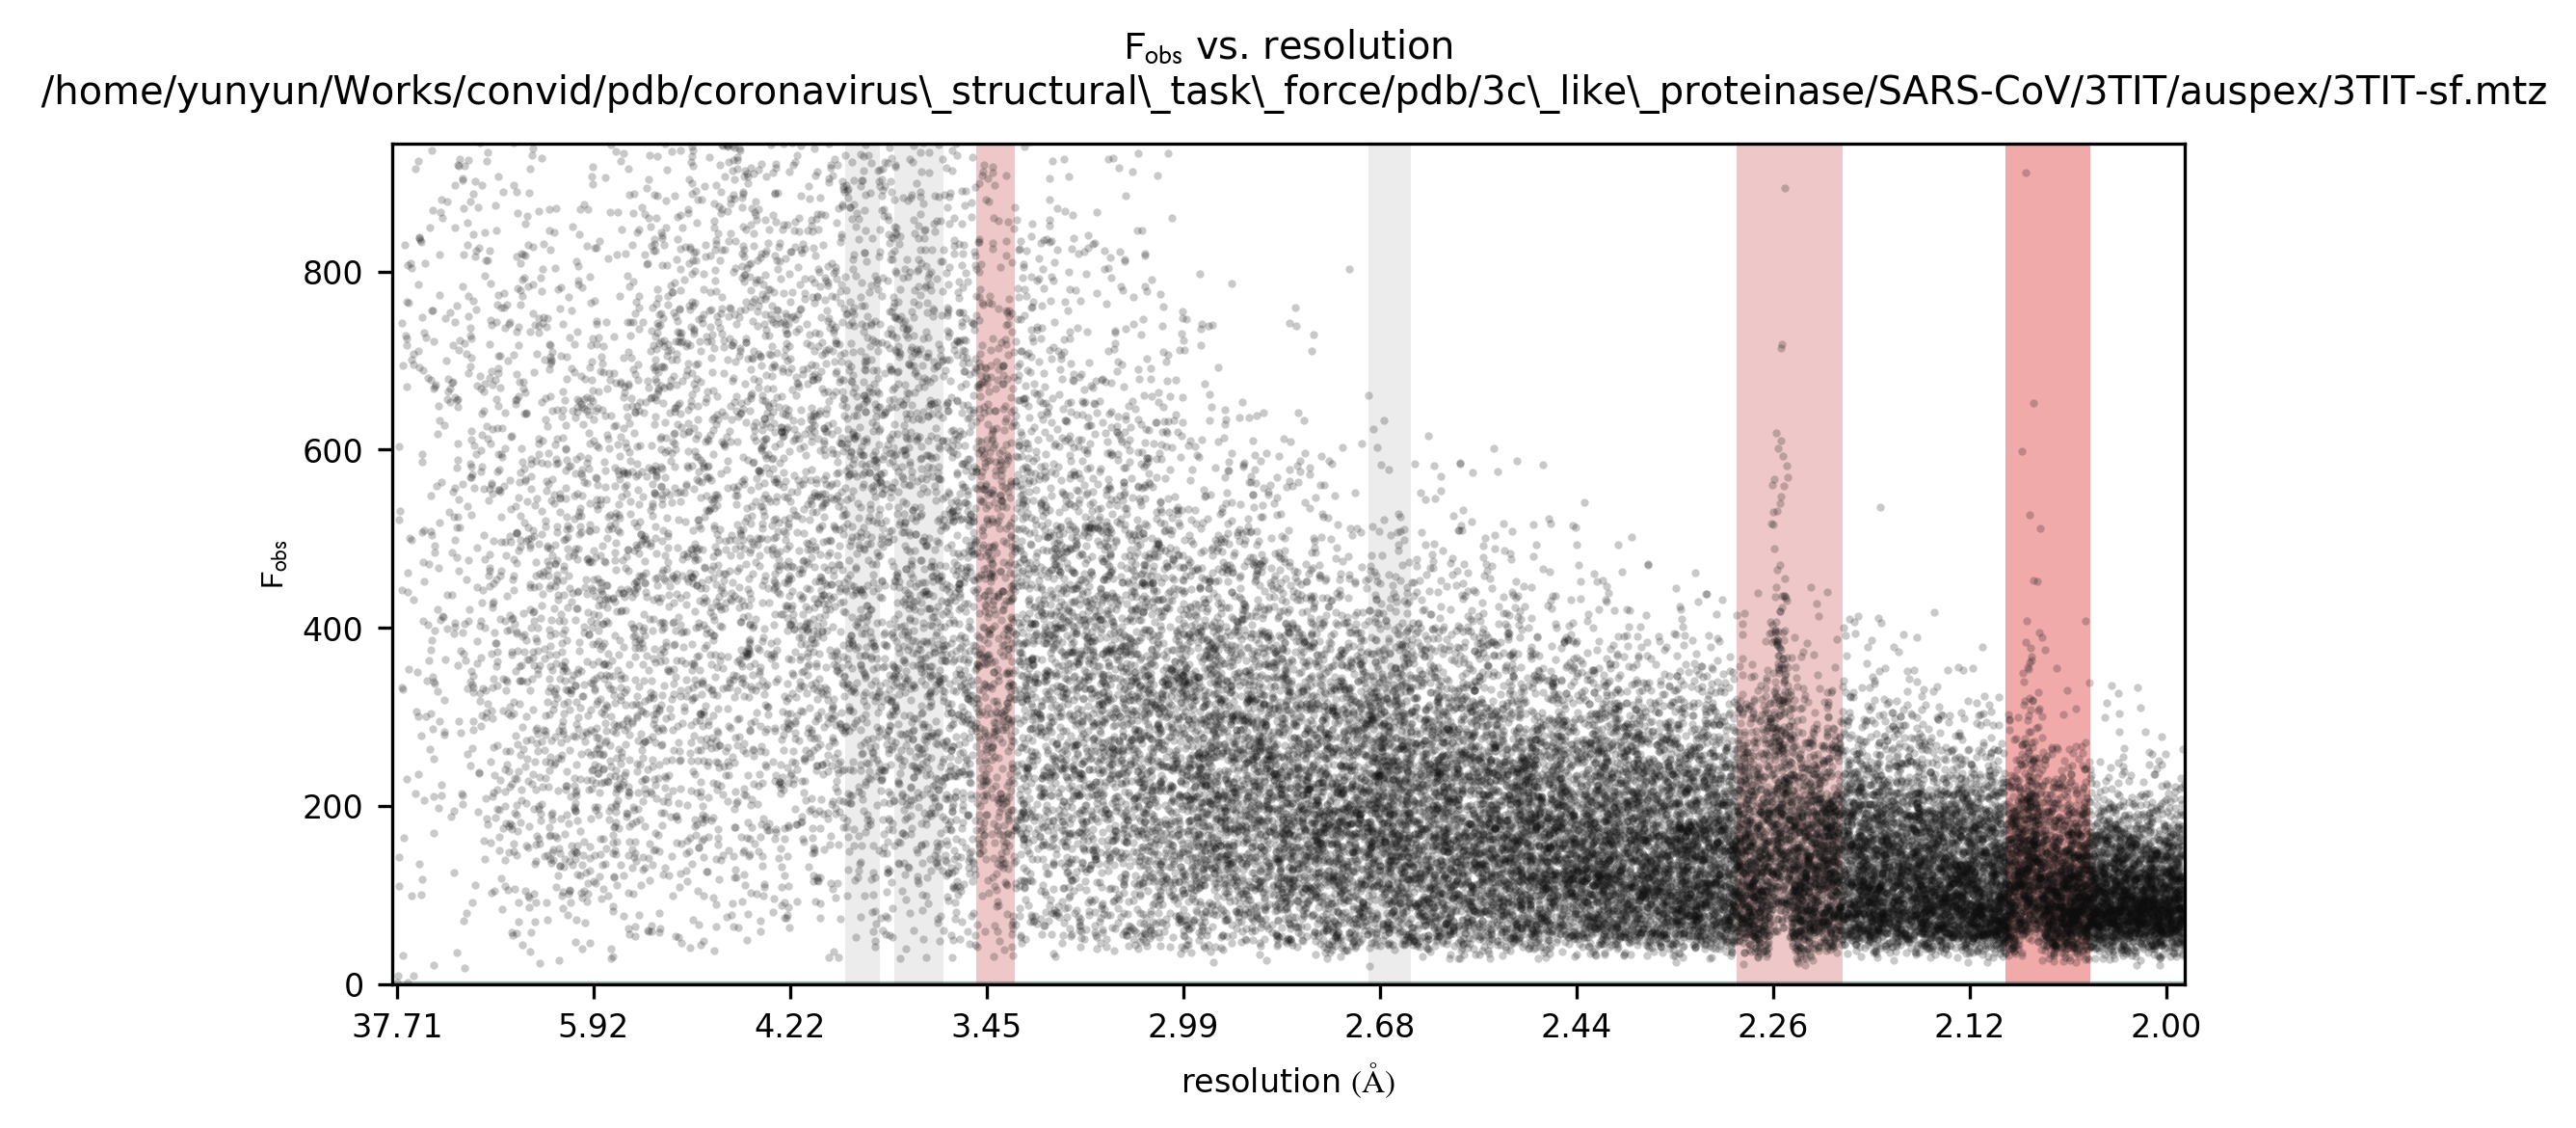 Fobs vs. resolution
/home/yunyun/Works/convid/pdb/coronavirus\_structural\_task\_force/pdb/3c\_like\_proteinase/SARS-CoV/3TIT/auspex/3TIT-sf.mtz
800
600
400
200
0
Fobs
37.71 5.92 4.22 3.45 2.99 2.68 2.44 2.26 2.12 2.00
resolution (Å)